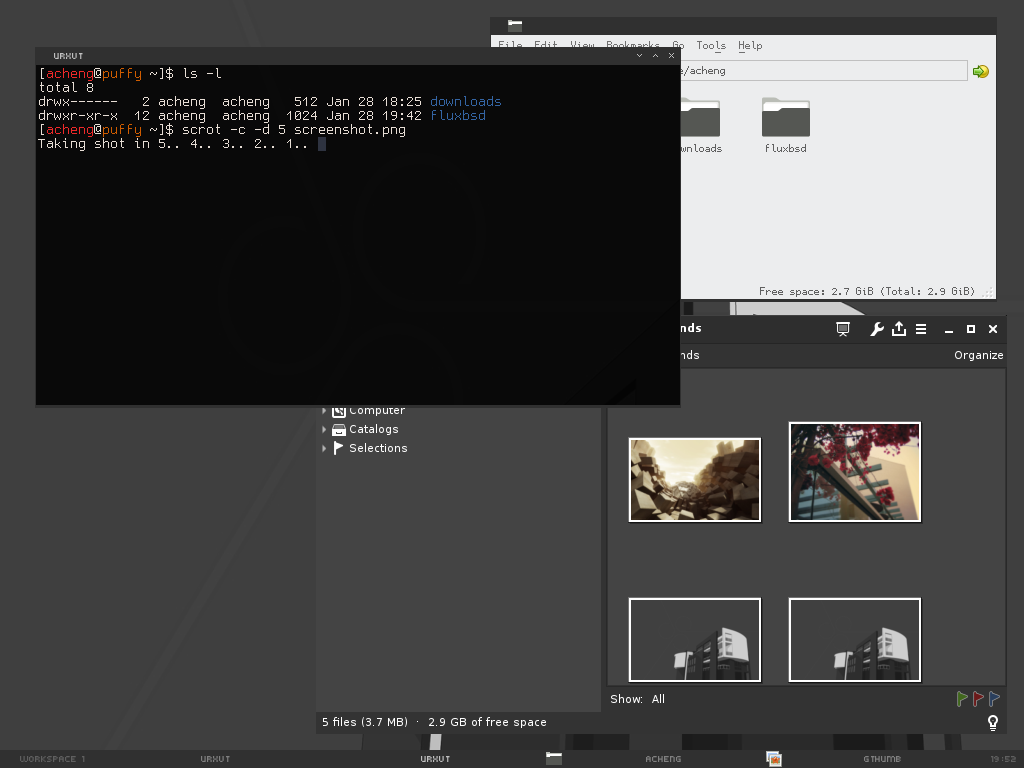 File Edit View Bookmarks Go Tools Help
URXVT
[acheng@puffy ~]$ ls -l
total 8
drwx------   2 acheng  acheng   512 Jan 28 18:25 downloads
drwxr-xr-x  12 acheng  acheng  1024 Jan 28 19:42 fluxbsd
[acheng@puffy ~]$ scrot -c -d 5 screenshot.png
Taking shot in 5.. 4.. 3.. 2.. 1..
e/acheng
wnloads fluxbsd
Free space: 2.7 GiB (Total: 2.9 GiB)
nds
nds Organize
Computer
Catalogs
Selections
Show: All
5 files (3.7 MB) · 2.9 GB of free space
WORKSPACE 1 URXVT URXVT ACHENG GTHUMB 19:52